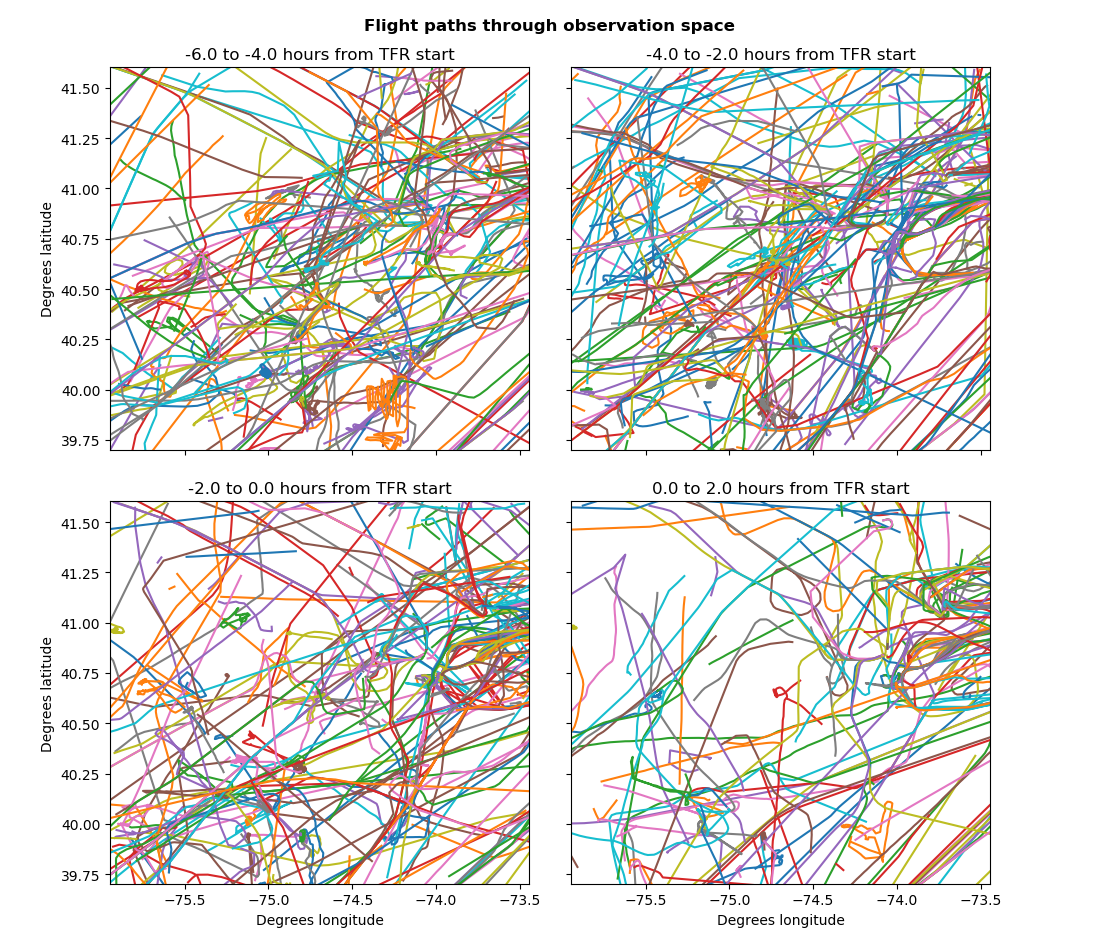 Flight paths through observation space
-6.0 to -4.0 hours from TFR start
-4.0 to -2.0 hours from TFR start
41.50
41.25
41.00
40.75
40.50
40.25
40.00
39.75
Degrees latitude
-2.0 to 0.0 hours from TFR start
0.0 to 2.0 hours from TFR start
41.50
41.25
41.00
40.75
40.50
40.25
40.00
39.75
Degrees latitude
−75.5 −75.0 −74.5 −74.0 −73.5
−75.5 −75.0 −74.5 −74.0 −73.5
Degrees longitude
Degrees longitude